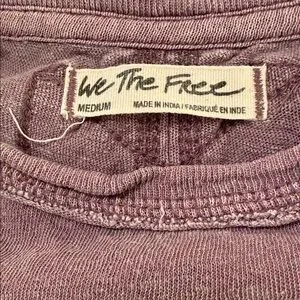 We The Free
MEDIUM MADE IN INDIA / FABRIQUÉ EN INDE